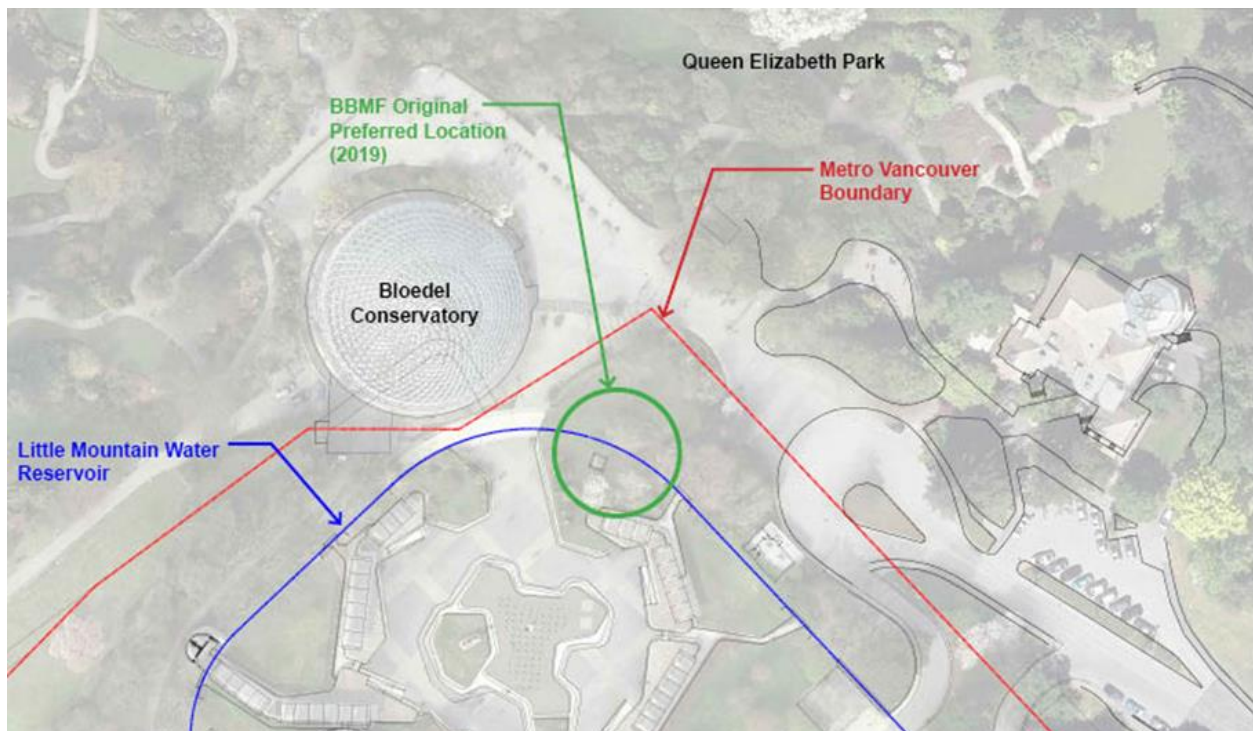 Queen Elizabeth Park
BBMF Original
Preferred Location
(2019)
Metro Vancouver
Boundary
Bloedel
Conservatory
Little Mountain Water
Reservoir